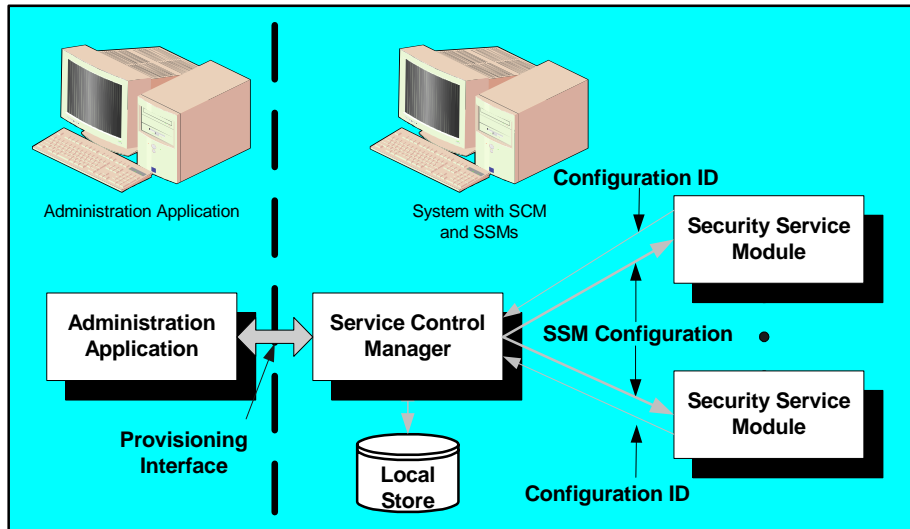 Administration Application
System with SCM
and SSMs
Configuration ID
Security Service
Module
Administration
Application
Service Control
Manager
SSM Configuration
Security Service
Module
Provisioning
Interface
Local
Store
Configuration ID